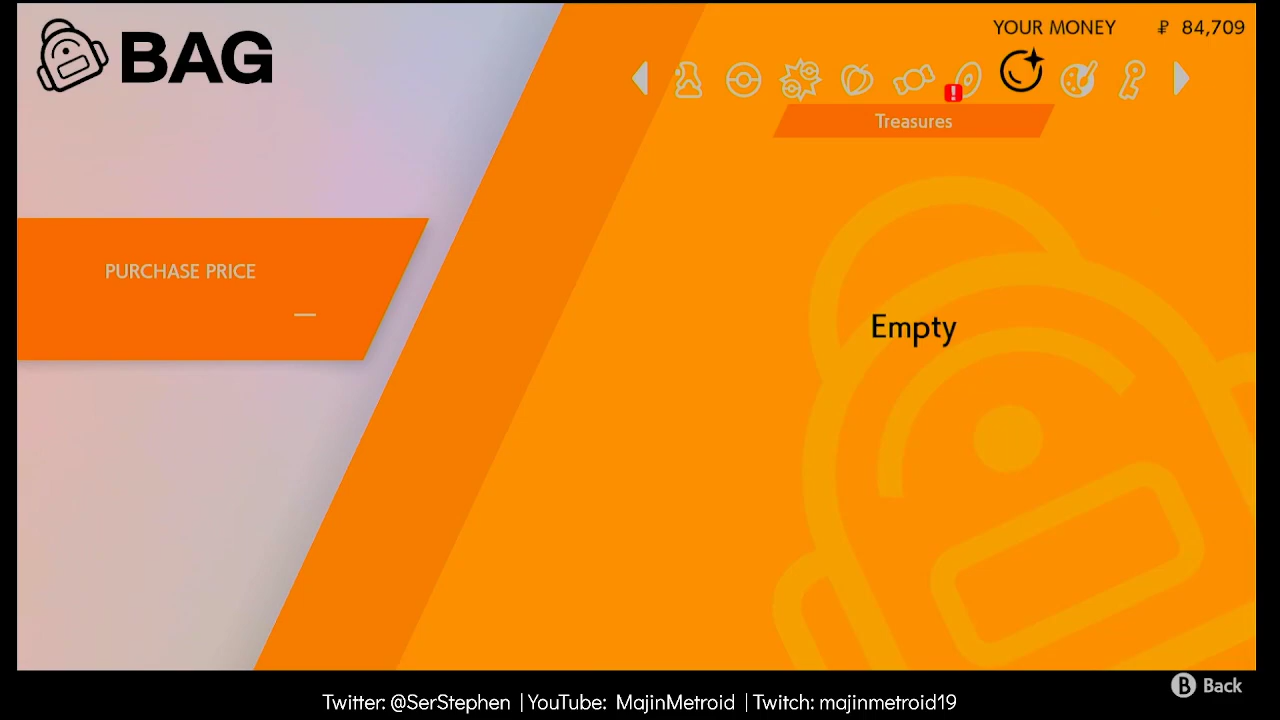 BAG
YOUR MONEY ₽ 84,709
!
Treasures
PURCHASE PRICE
—
Empty
B Back
Twitter: @SerStephen | YouTube: MajinMetroid | Twitch: majinmetroid19